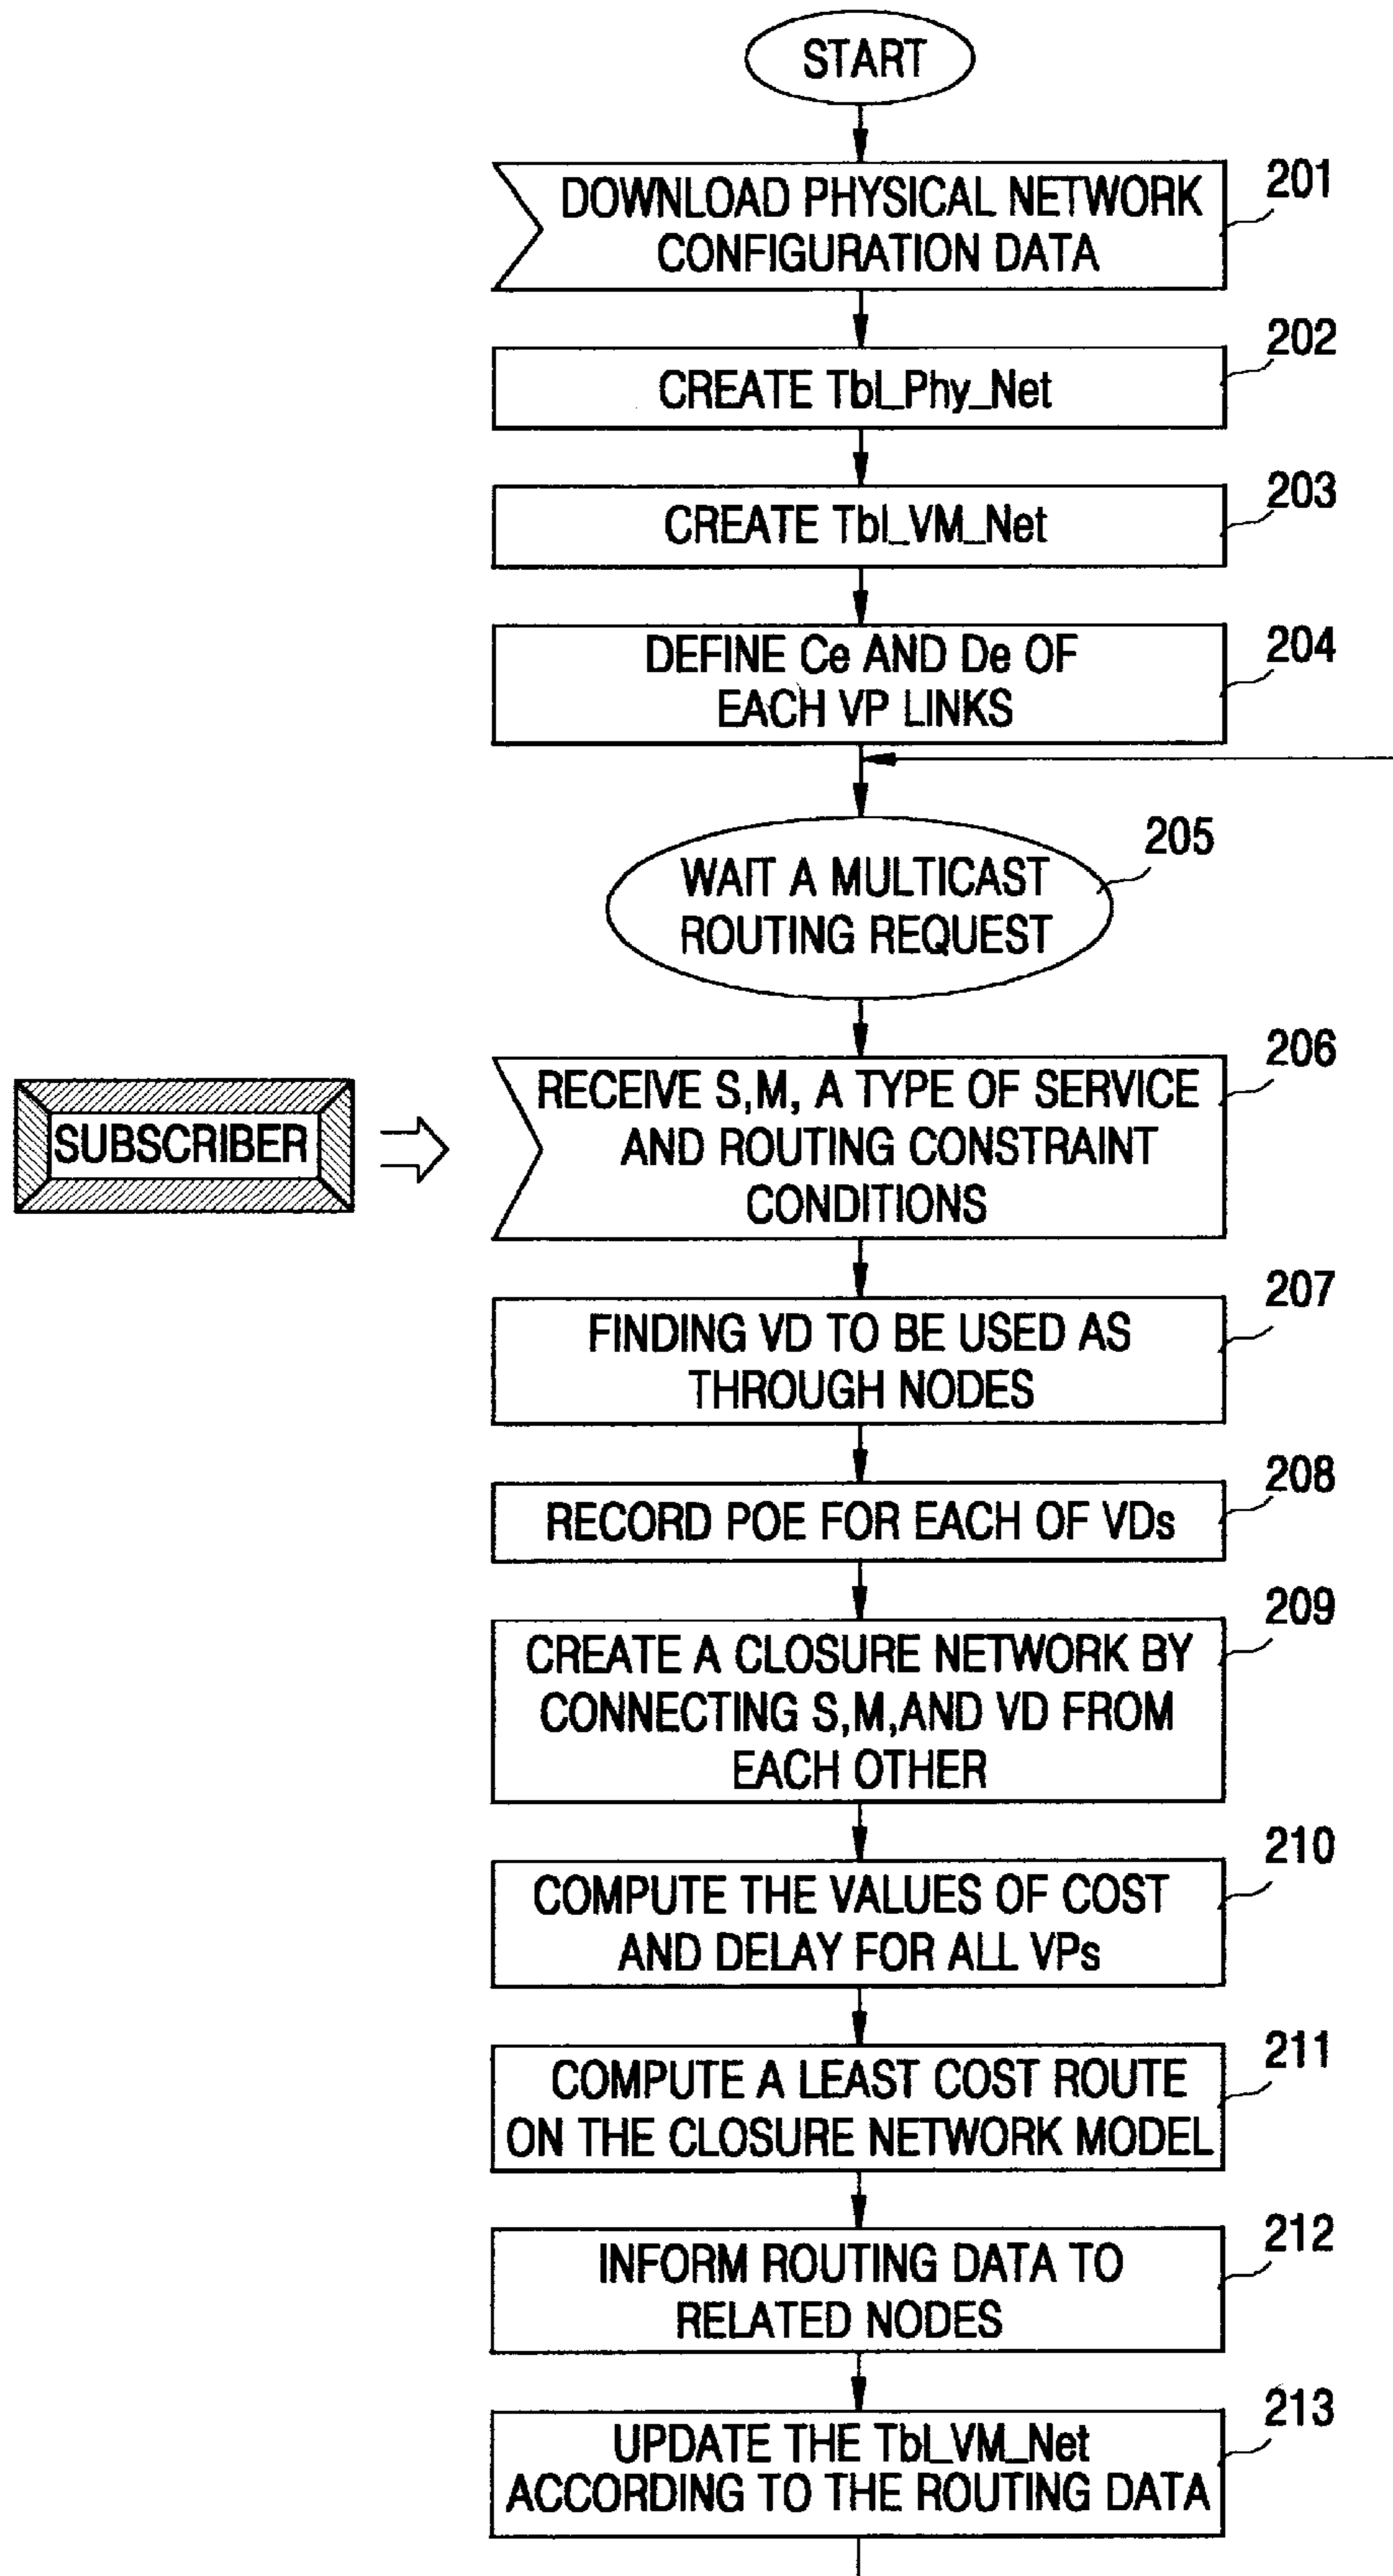 START
201
DOWNLOAD PHYSICAL NETWORK
CONFIGURATION DATA
202
CREATE Tbl_Phy_Net
203
CREATE Tbl_VM_Net
204
DEFINE Ce AND De OF
EACH VP LINKS
205
WAIT A MULTICAST
ROUTING REQUEST
206
RECEIVE S,M, A TYPE OF SERVICE
AND ROUTING CONSTRAINT
CONDITIONS
SUBSCRIBER
207
FINDING VD TO BE USED AS
THROUGH NODES
208
RECORD POE FOR EACH OF VDs
209
CREATE A CLOSURE NETWORK BY
CONNECTING S,M,AND VD FROM
EACH OTHER
210
COMPUTE THE VALUES OF COST
AND DELAY FOR ALL VPs
211
COMPUTE A LEAST COST ROUTE
ON THE CLOSURE NETWORK MODEL
212
INFORM ROUTING DATA TO
RELATED NODES
213
UPDATE THE Tbl_VM_Net
ACCORDING TO THE ROUTING DATA